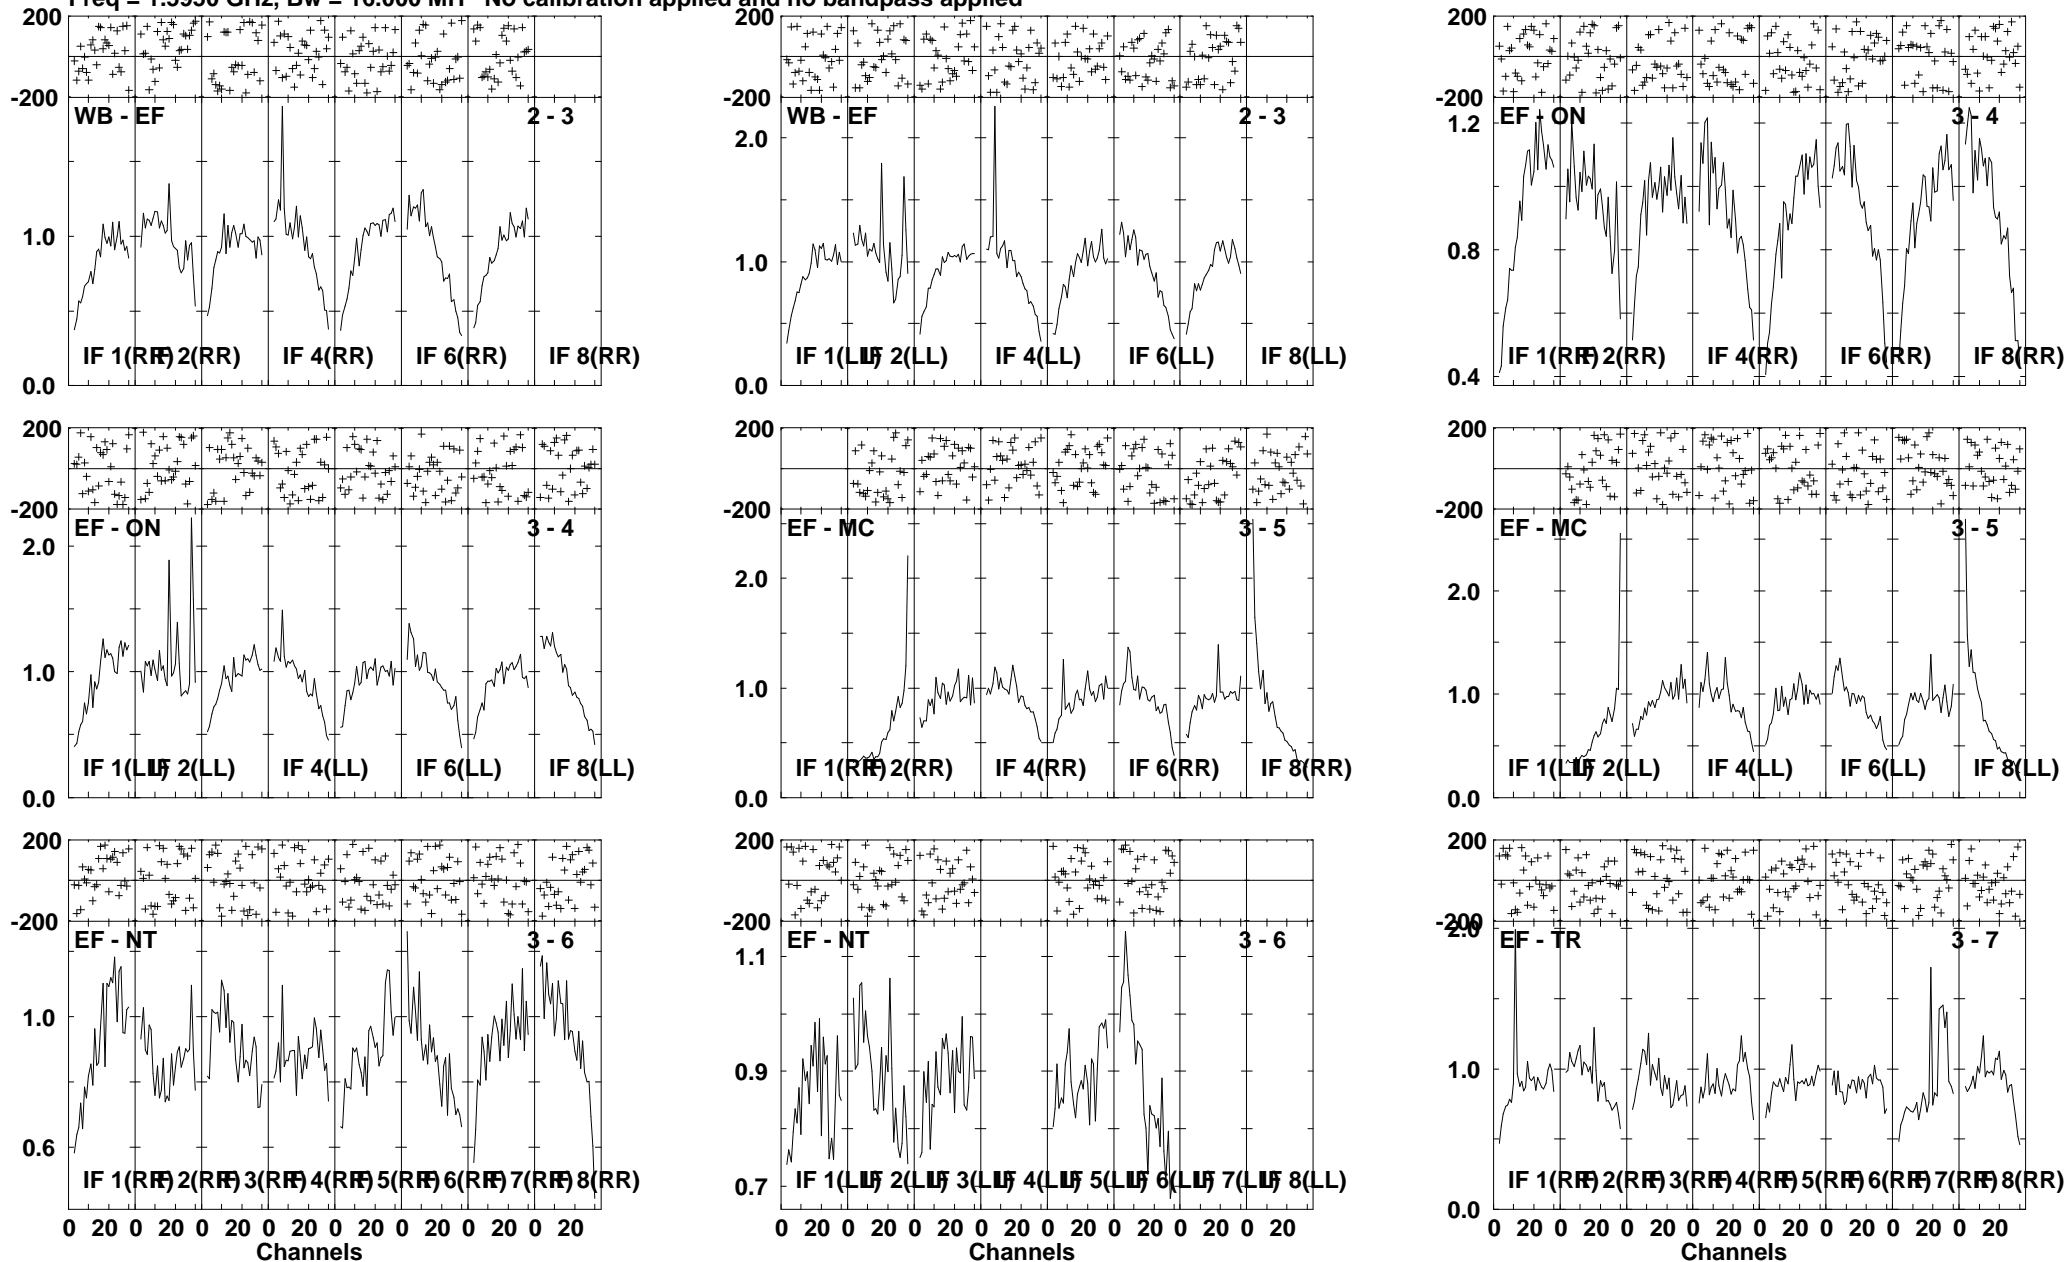 No calibration applied and no bandpass applied
200
-200
WB - EF 2 - 3
1.0
0.0
IF 1(RR) IF 2(RR) IF 4(RR) IF 6(RR) IF 8(RR)
200
-200
WB - EF 2 - 3
2.0
1.0
0.0
IF 1(LL) IF 2(LL) IF 4(LL) IF 6(LL) IF 8(LL)
200
-200
EF - ON 3 - 4
1.2
0.8
0.4
IF 1(RR) IF 2(RR) IF 4(RR) IF 6(RR) IF 8(RR)
200
-200
EF - ON 3 - 4
2.0
1.0
0.0
IF 1(LL) IF 2(LL) IF 4(LL) IF 6(LL) IF 8(LL)
200
-200
EF - MC 3 - 5
2.0
1.0
0.0
IF 1(RR) IF 2(RR) IF 4(RR) IF 6(RR) IF 8(RR)
200
-200
EF - MC 3 - 5
2.0
1.0
0.0
IF 1(LL) IF 2(LL) IF 4(LL) IF 6(LL) IF 8(LL)
200
-200
EF - NT 3 - 6
1.0
0.6
IF 1(RR) IF 2(RR) IF 3(RR) IF 4(RR) IF 5(RR) IF 6(RR) IF 7(RR) IF 8(RR)
0 20 0 20 0 20 0 20 0 20 0 20 0 20 0 20
Channels
200
-200
EF - NT 3 - 6
1.1
0.9
0.7
IF 1(LL) IF 2(LL) IF 3(LL) IF 4(LL) IF 5(LL) IF 6(LL) IF 7(LL) IF 8(LL)
0 20 0 20 0 20 0 20 0 20 0 20 0 20 0 20
Channels
200
-200
2.0
EF - TR 3 - 7
1.0
0.0
IF 1(RR) IF 2(RR) IF 3(RR) IF 4(RR) IF 5(RR) IF 6(RR) IF 7(RR) IF 8(RR)
0 20 0 20 0 20 0 20 0 20 0 20 0 20 0 20
Channels